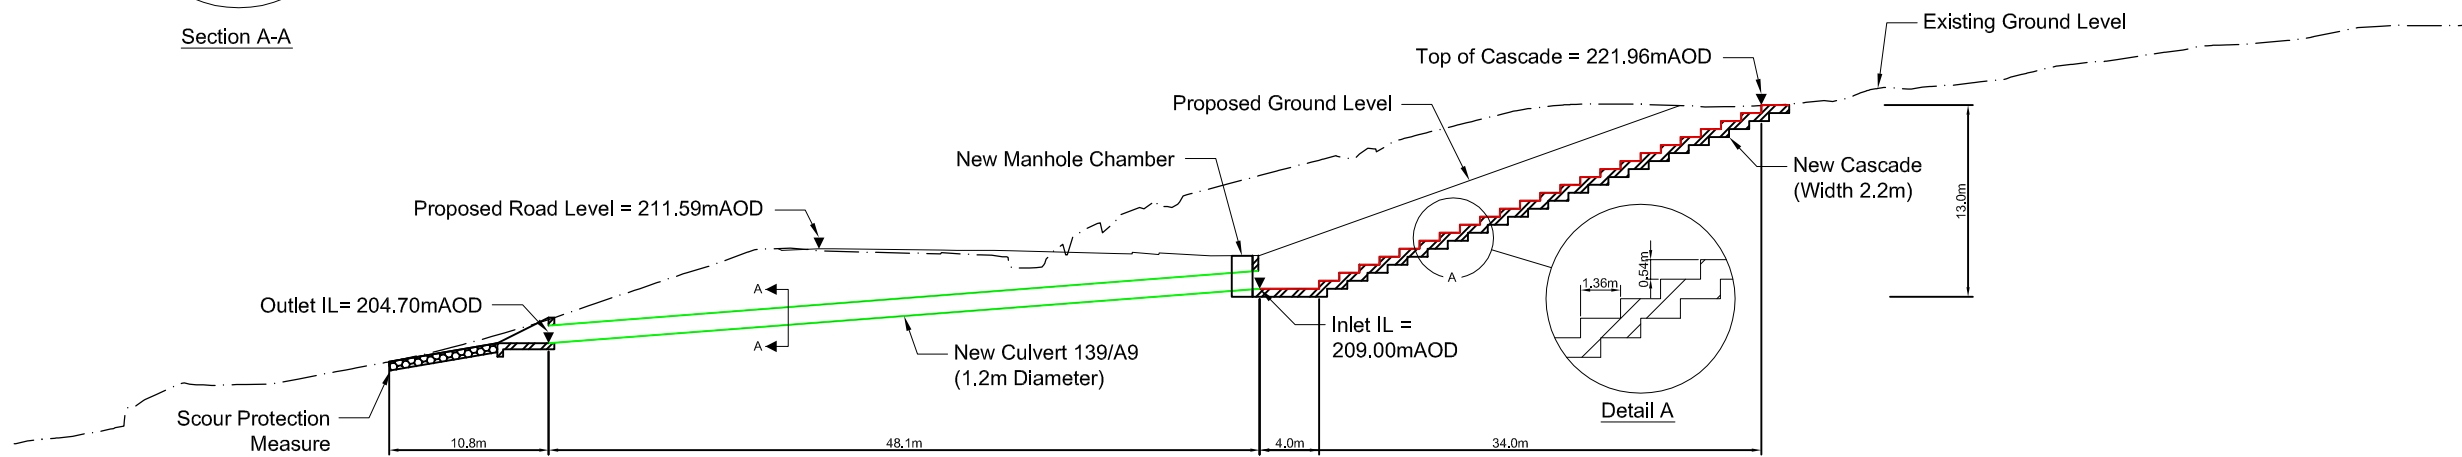 Section A-A
Existing Ground Level
Top of Cascade = 221.96mAOD
Proposed Ground Level
New Manhole Chamber
New Cascade
(Width 2.2m)
13.0m
Proposed Road Level = 211.59mAOD
Outlet IL= 204.70mAOD
A
A
A
1.36m
0.54m
Inlet IL =
209.00mAOD
New Culvert 139/A9
(1.2m Diameter)
Detail A
Scour Protection
Measure
10.8m
48.1m
4.0m
34.0m